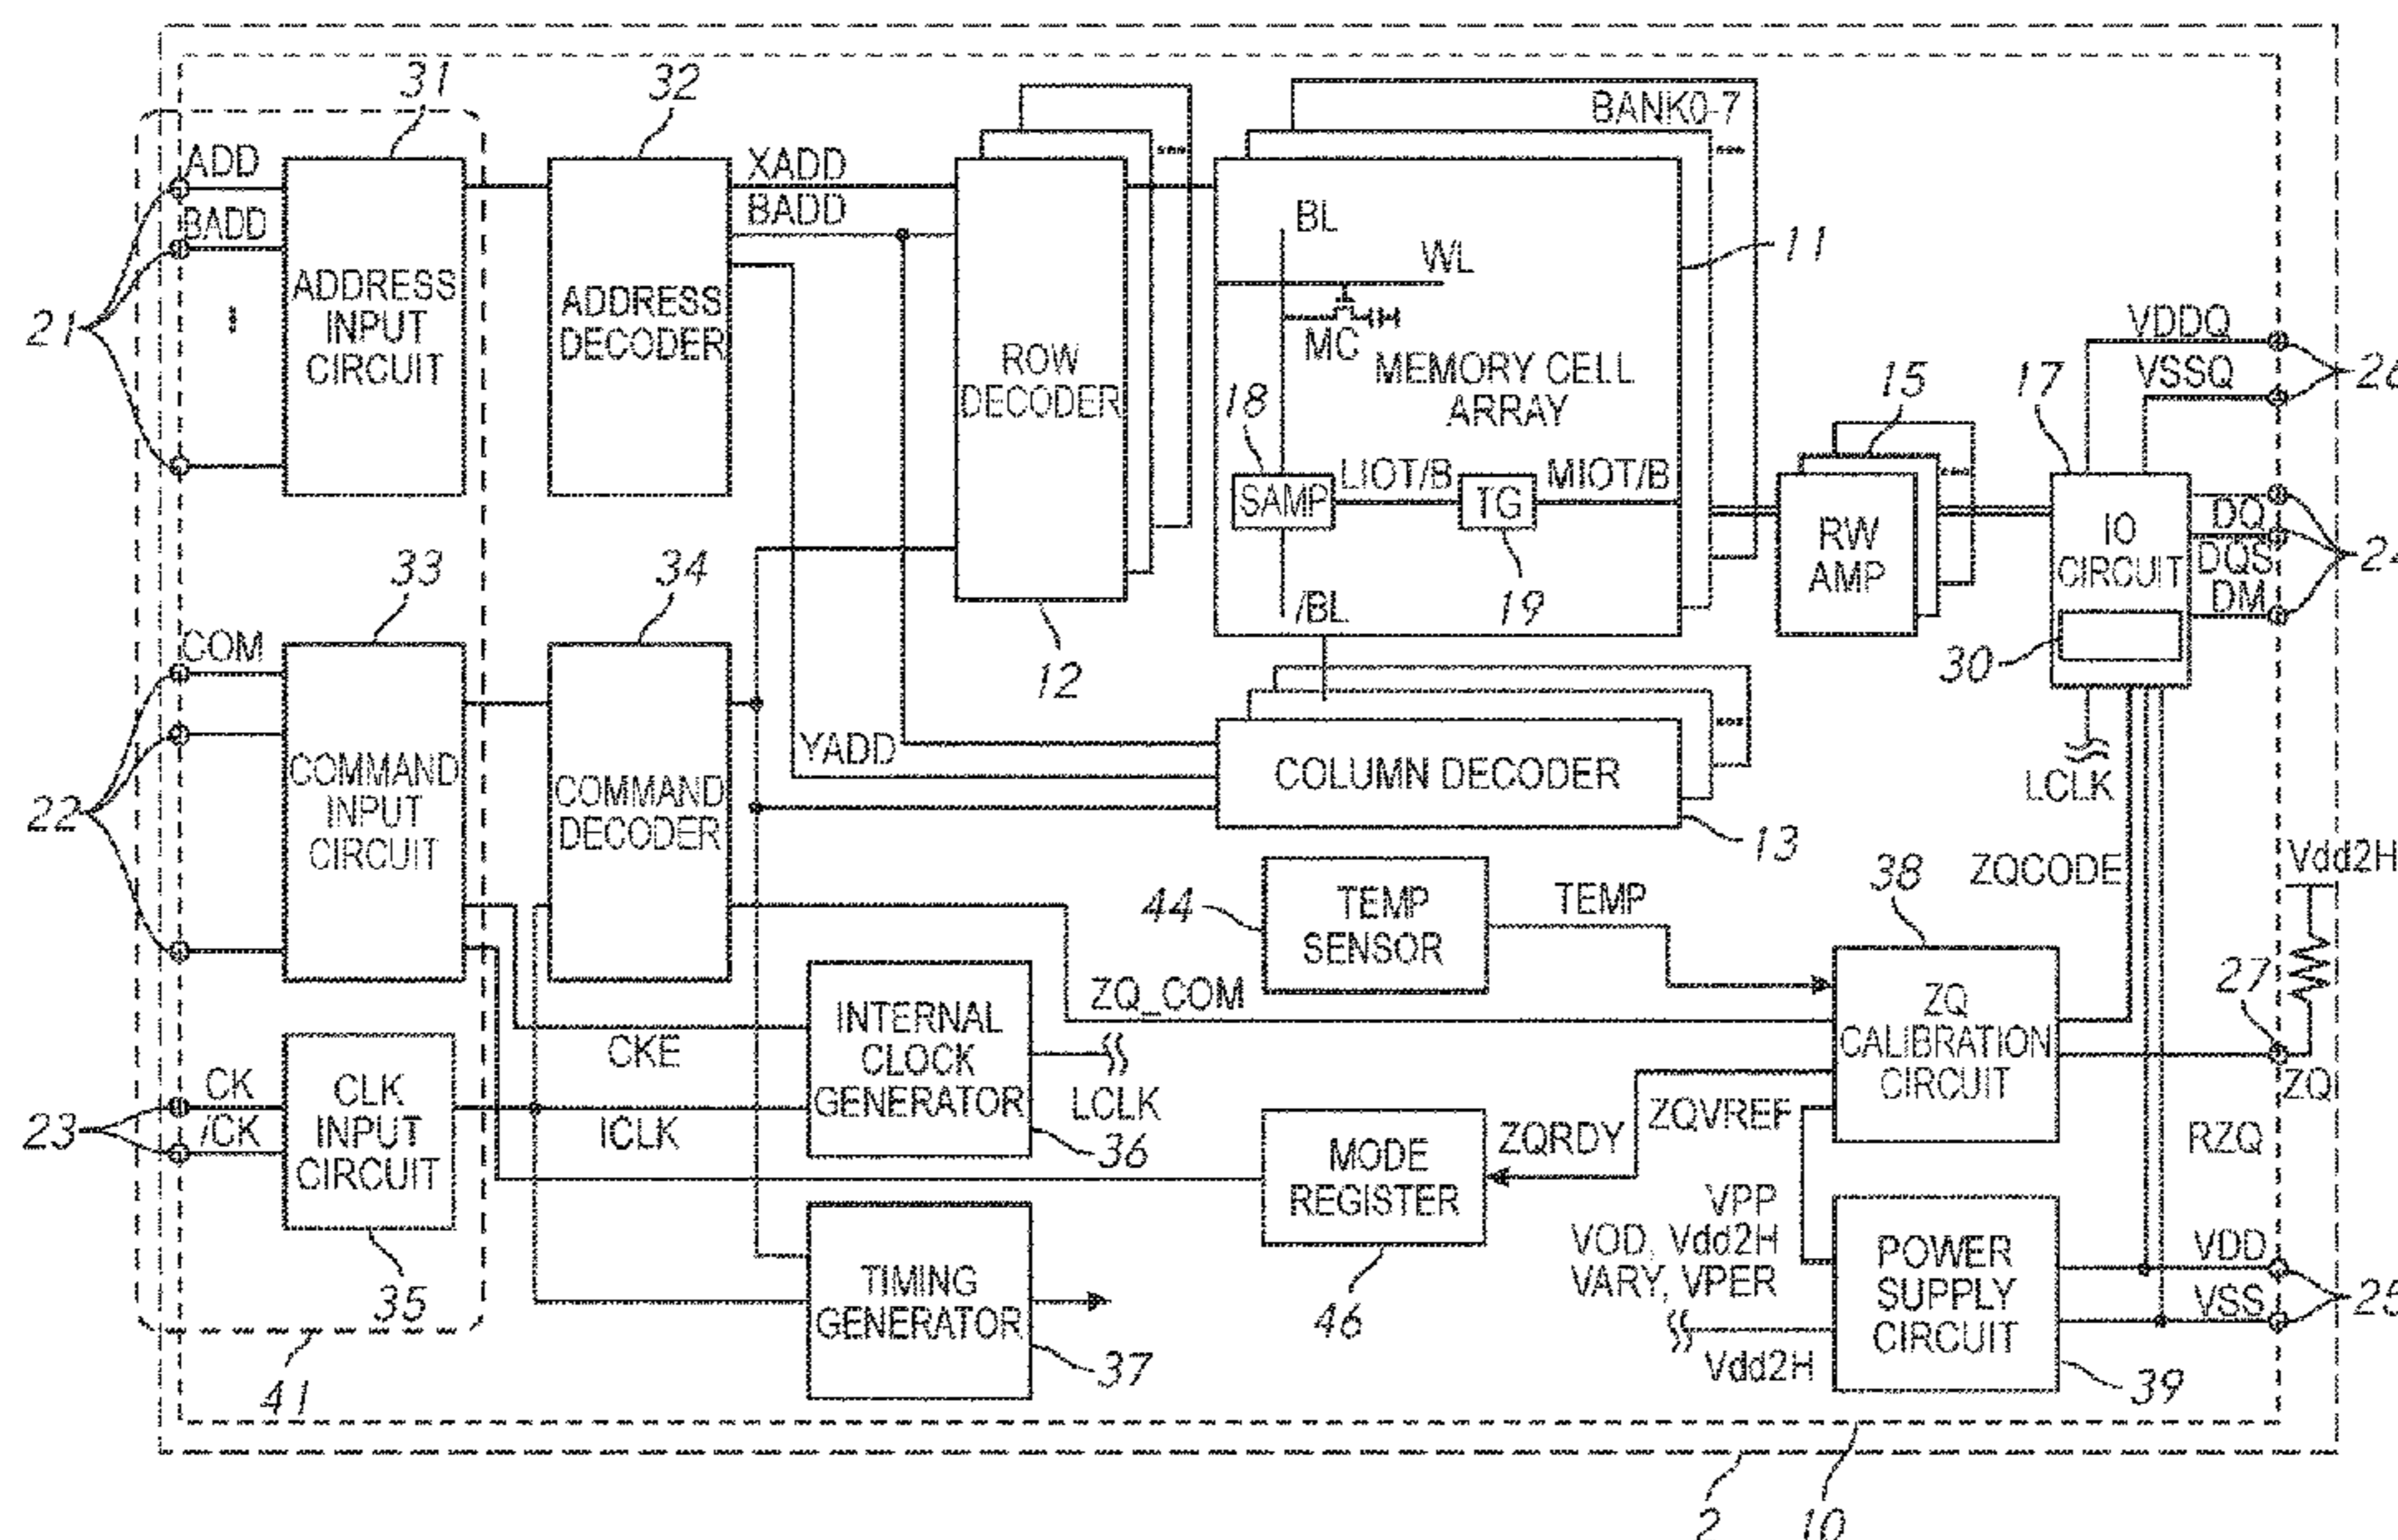 31
32
BANK0-7
ADD
XADD
BADD
BADD
BL
WL
11
21
ADDRESS
INPUT
CIRCUIT
ADDRESS
DECODER
ROW
DECODER
MC
MEMORY CELL
ARRAY
VDDQ
VSSQ
15
17
18
SAMP
LIOT/B
TG
MIOT/B
RW
AMP
IO
CIRCUIT
DQ
DQS
DM
33
34
/BL
19
12
30
COM
22
COMMAND
INPUT
CIRCUIT
COMMAND
DECODER
YADD
COLUMN DECODER
13
LCLK
Vdd2H
ZQCODE
38
44
TEMP
SENSOR
TEMP
27
ZQ_COM
ZQ
CALIBRATION
CIRCUIT
ZQ
RZQ
CKE
INTERNAL
CLOCK
GENERATOR
LCLK
36
CK
/CK
23
CLK
INPUT
CIRCUIT
ICLK
35
MODE
REGISTER
46
ZQRDY
ZQVREF
VPP
VOD, Vdd2H
VARY, VPER
Vdd2H
POWER
SUPPLY
CIRCUIT
39
VDD
VSS
TIMING
GENERATOR
37
41
2
10